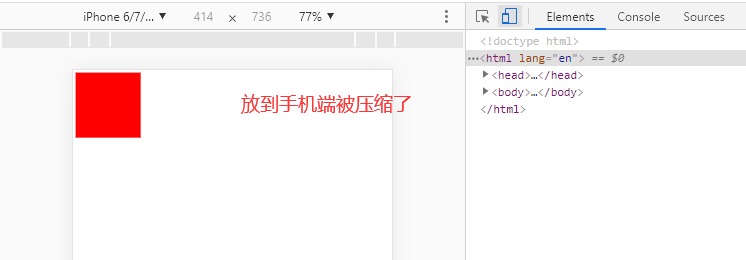 iPhone 6/7/... ▼ 414 × 736 77% ▼
Elements Console Sources
<!doctype html>
…<html lang="en"> == $0
▶<head>…</head>
▶<body>…</body>
</html>
放到手机端被压缩了